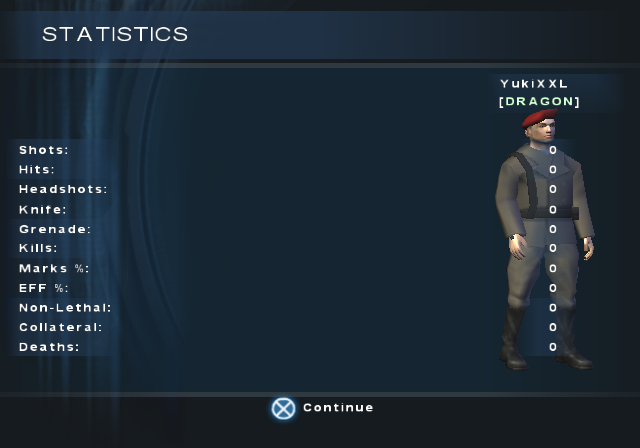 STATISTICS
YukiXXL
[DRAGON]
Shots: 0
Hits: 0
Headshots: 0
Knife: 0
Grenade: 0
Kills: 0
Marks %: 0
EFF %: 0
Non-Lethal: 0
Collateral: 0
Deaths: 0
Continue